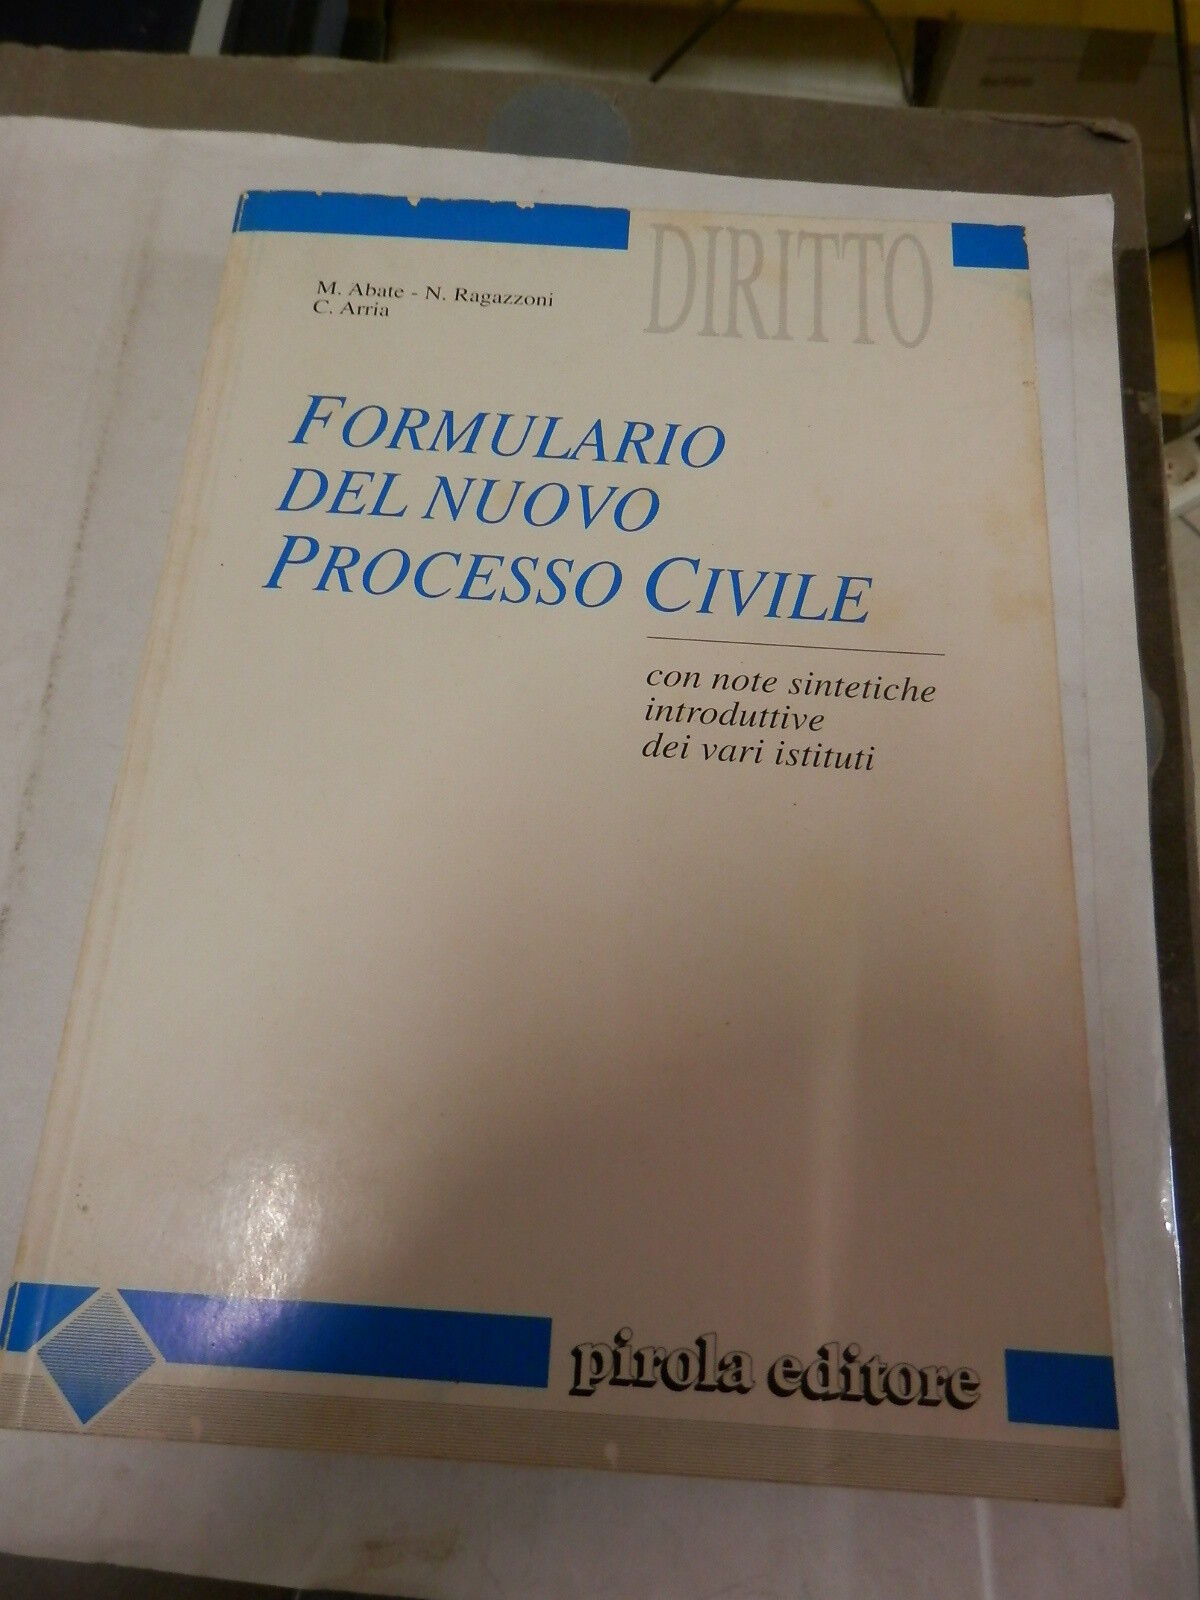 DIRITTO
M. Abate - N. Ragazzoni
C. Arria
FORMULARIO
DEL NUOVO
PROCESSO CIVILE
con note sintetiche
introduttive
dei vari istituti
pirola editore